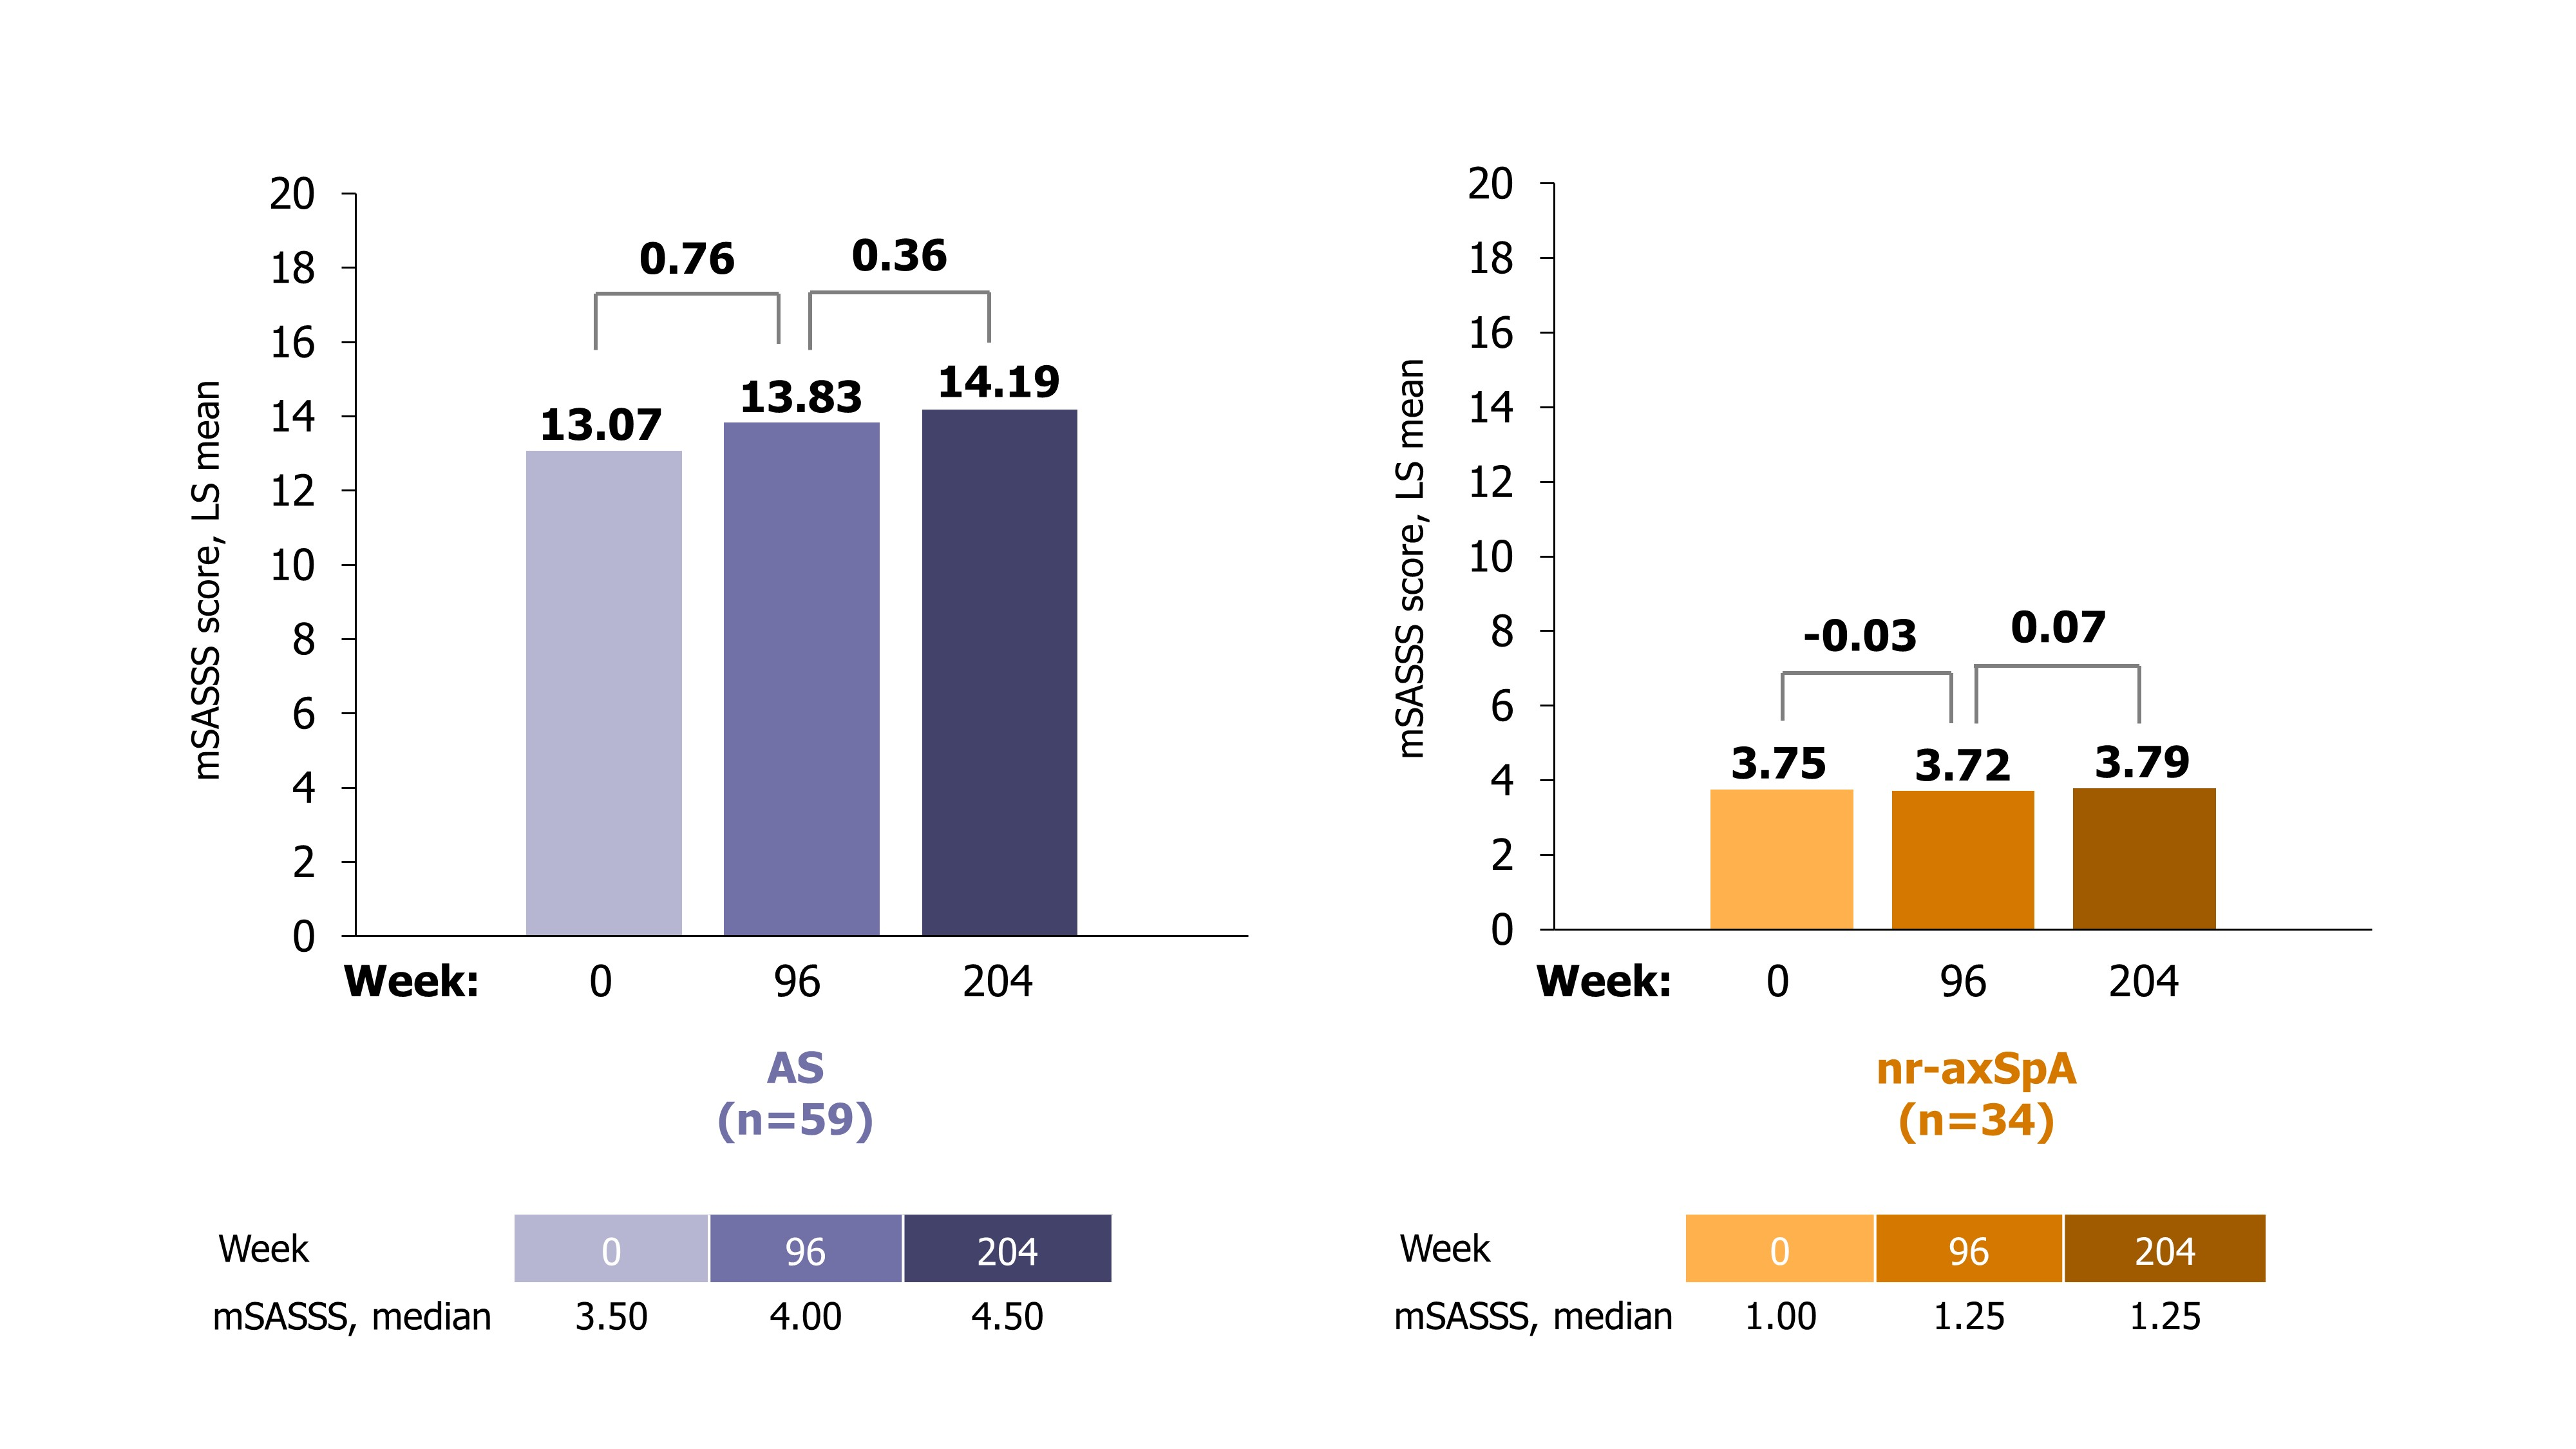 20
18
16
14
12
10
8
6
4
2
0
mSASSS score, LS mean
0.76
0.36
13.07
13.83
14.19
Week: 0 96 204
AS
(n=59)
Week 0 96 204
mSASSS, median 3.50 4.00 4.50
20
18
16
14
12
10
8
6
4
2
0
mSASSS score, LS mean
-0.03
0.07
3.75
3.72
3.79
Week: 0 96 204
nr-axSpA
(n=34)
Week 0 96 204
mSASSS, median 1.00 1.25 1.25